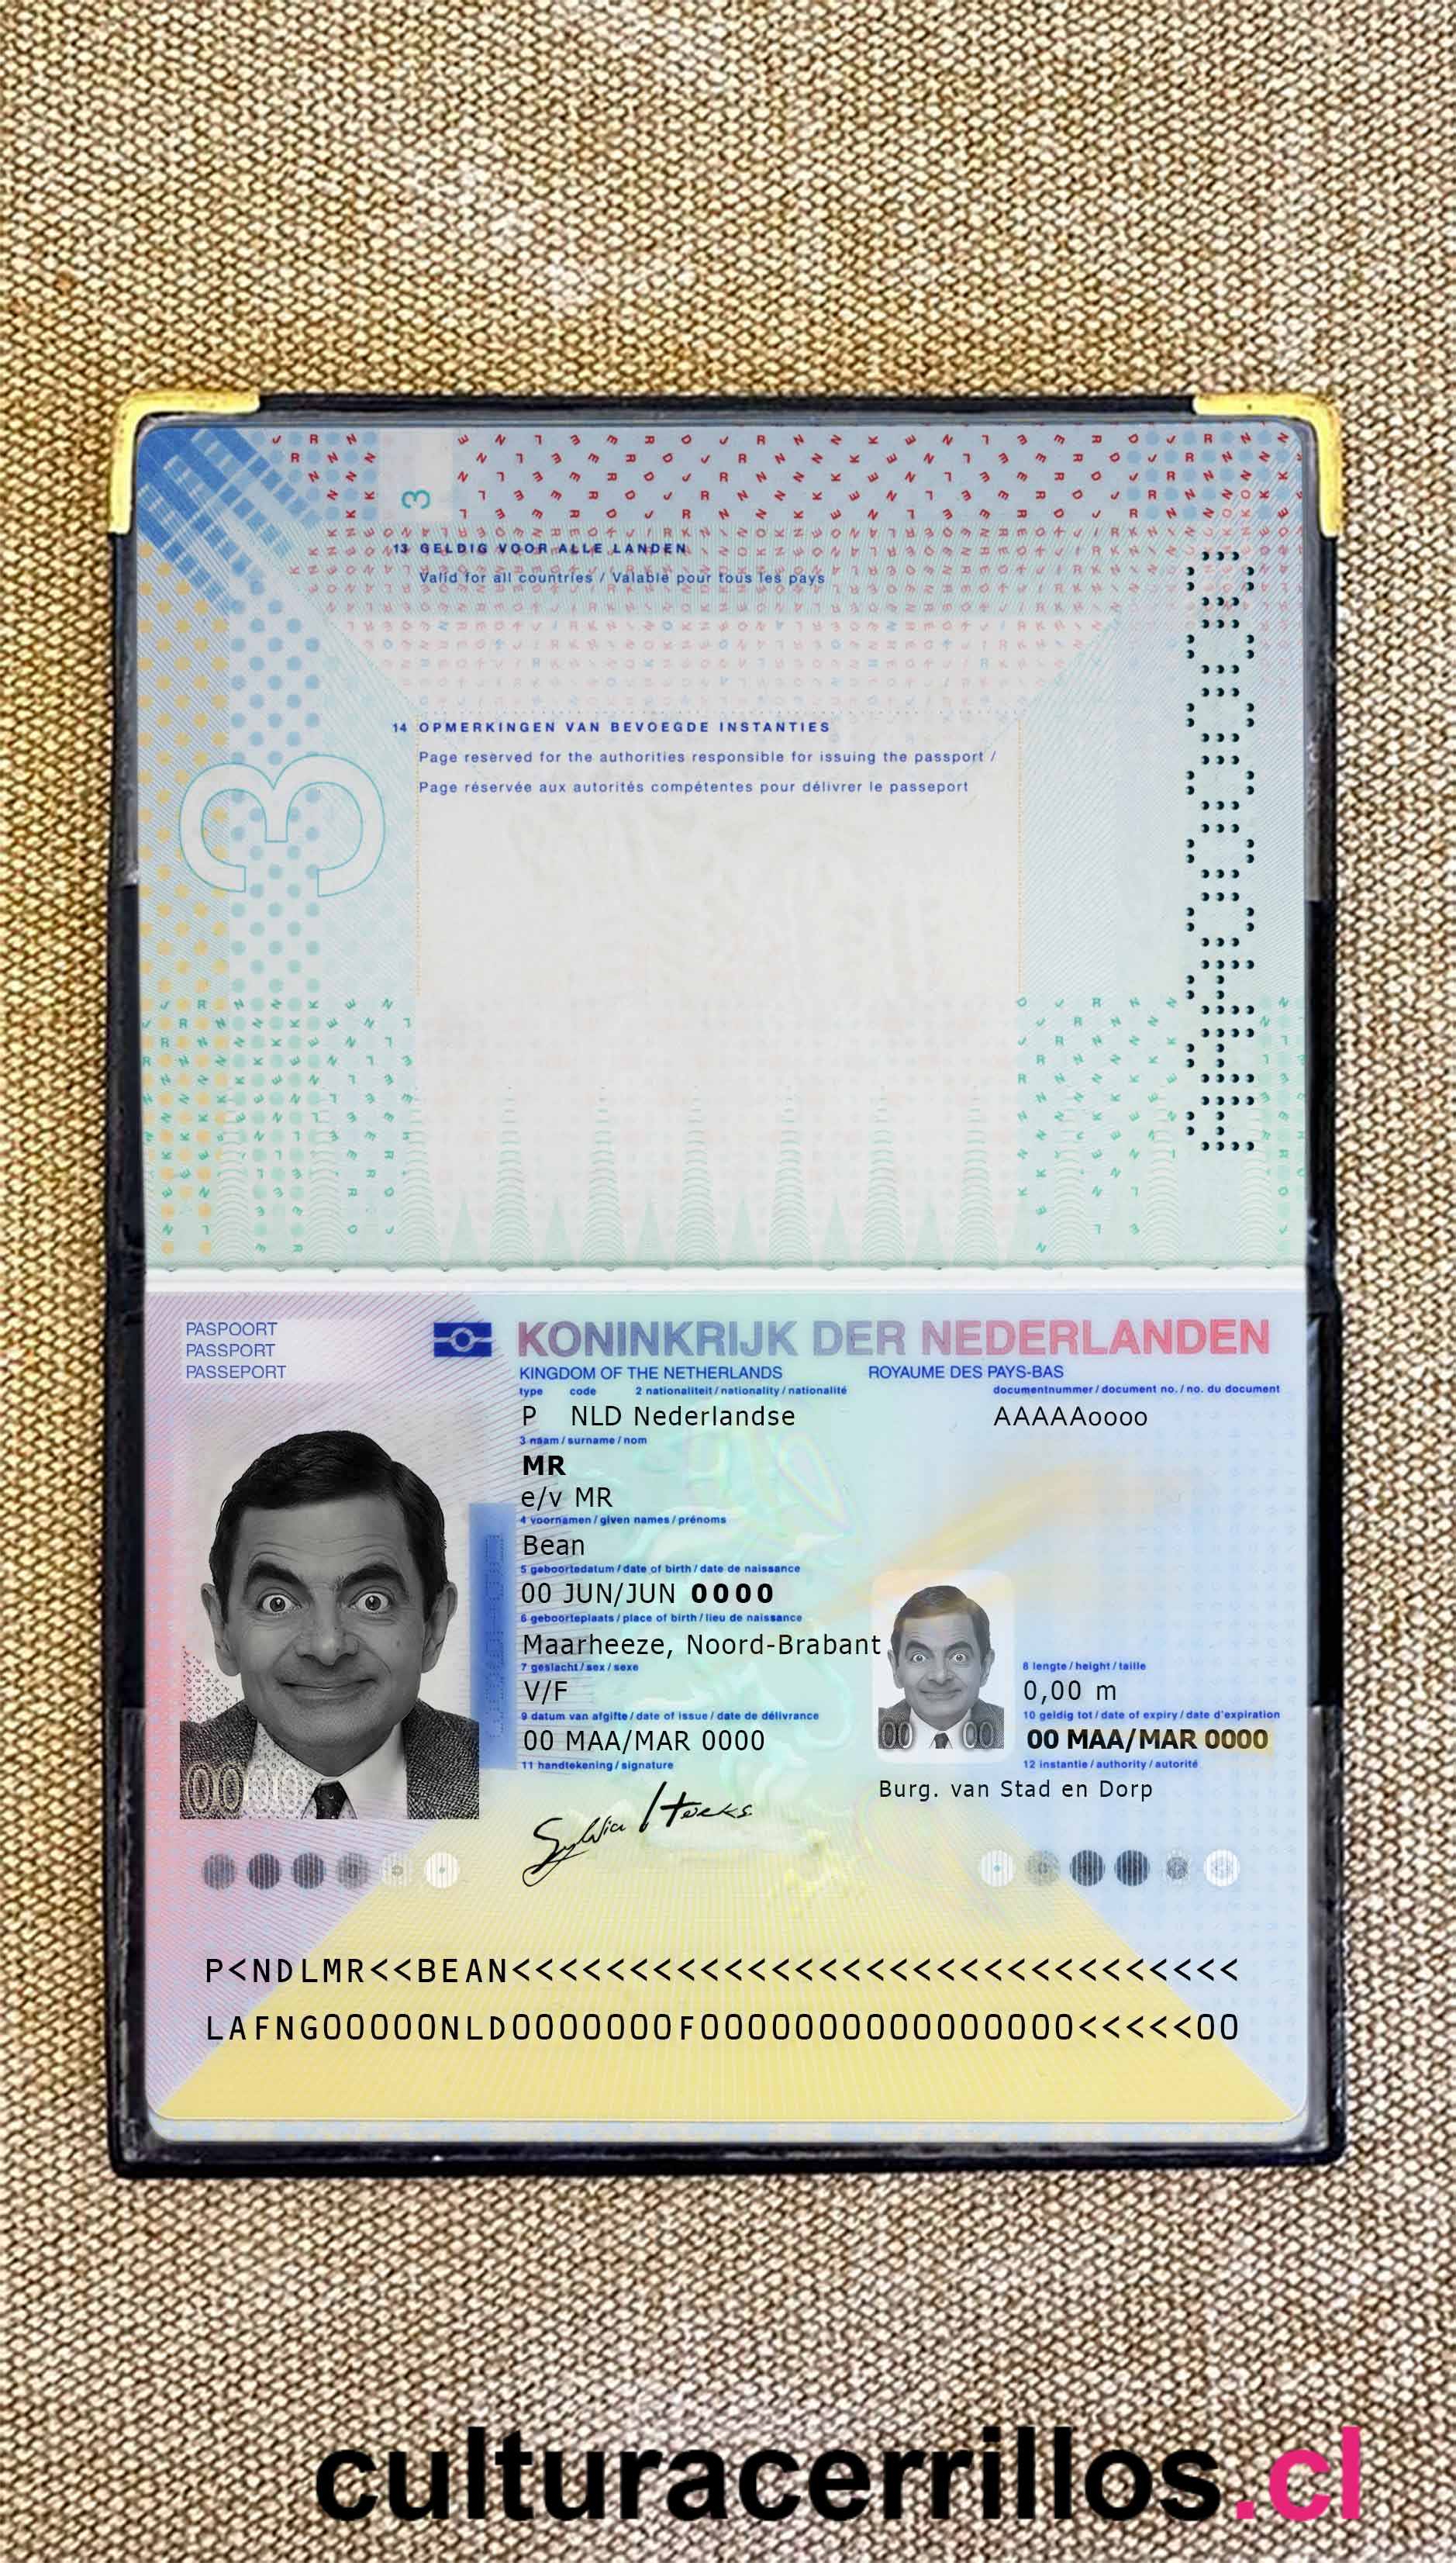 3
13 GELDIG VOOR ALLE LANDEN
Valid for all countries / Valable pour tous les pays
14 OPMERKINGEN VAN BEVOEGDE INSTANTIES
Page reserved for the authorities responsible for issuing the passport /
Page réservée aux autorités compétentes pour délivrer le passeport
3
PASPOORT
PASSPORT
PASSEPORT
KONINKRIJK DER NEDERLANDEN
KINGDOM OF THE NETHERLANDS ROYAUME DES PAYS-BAS
type code 2 nationaliteit / nationality / nationalité documentnummer / document no. / no. du document
P NLD Nederlandse AAAAAoooo
3 naam / surname / nom
MR
e/v MR
4 voornamen / given names / prénoms
Bean
5 geboortedatum / date of birth / date de naissance
00 JUN/JUN 0000
6 geboorteplaats / place of birth / lieu de naissance
Maarheeze, Noord-Brabant
7 geslacht / sex / sexe 8 lengte / height / taille
V/F 0,00 m
9 datum van afgifte / date of issue / date de délivrance 10 geldig tot / date of expiry / date d'expiration
00 MAA/MAR 0000 00 MAA/MAR 0000
11 handtekening / signature 12 instantie / authority / autorité
Burg. van Stad en Dorp
P<NDLMR<<BEAN<<<<<<<<<<<<<<<<<<<<<<<<<<<<<<<
LAFNG00000NLD0000000F0000000000000000<<<<<00
culturacerrillos.cl